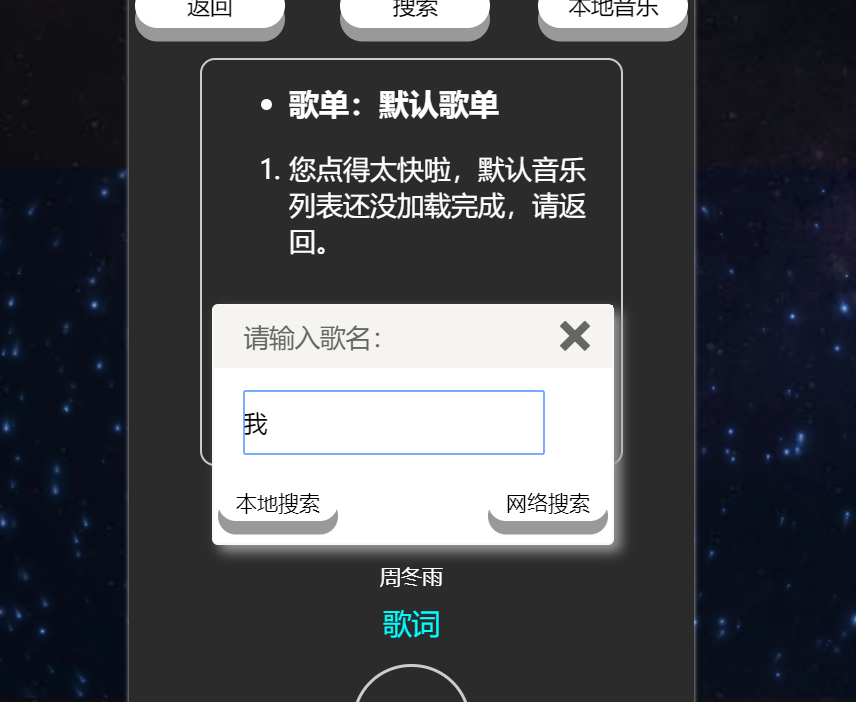 返回
搜索
本地音乐
歌单：默认歌单
1. 您点得太快啦，默认音乐
列表还没加载完成，请返
回。
请输入歌名：
我
本地搜索
网络搜索
周冬雨
歌词